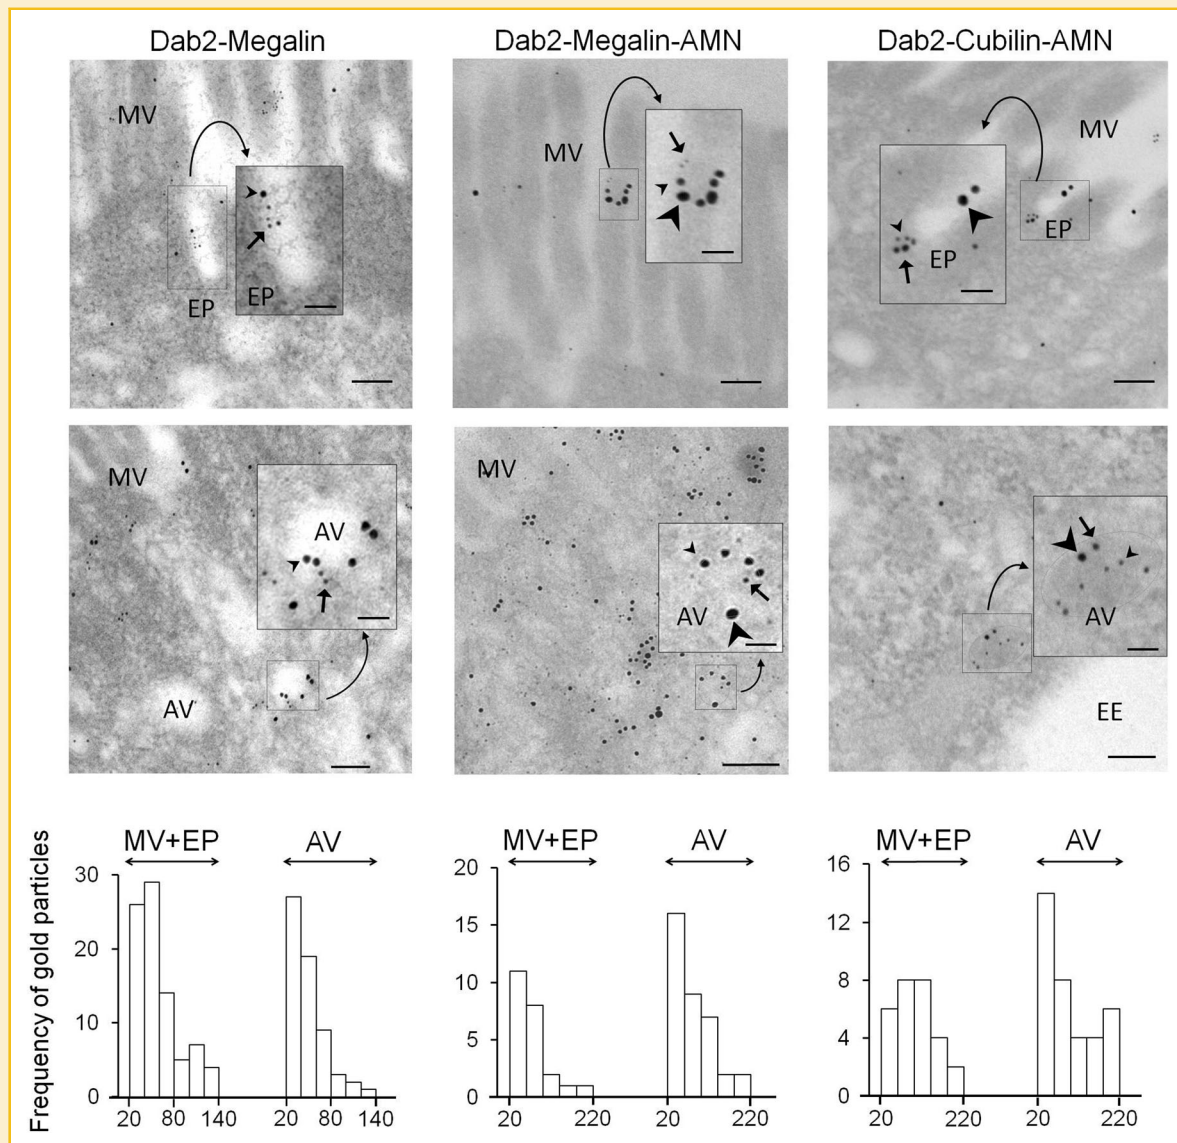 Dab2-Megalin Dab2-Megalin-AMN Dab2-Cubilin-AMN
MV MV MV
EP EP EP EP
MV AV MV AV AV
AV EE
Frequency of gold particles
MV+EP AV MV+EP AV MV+EP AV
30 20 16
20 15 12
10 10 8
0 5 4
0 0
20 80 140 20 80 140 20 220 20 220 20 220 20 220